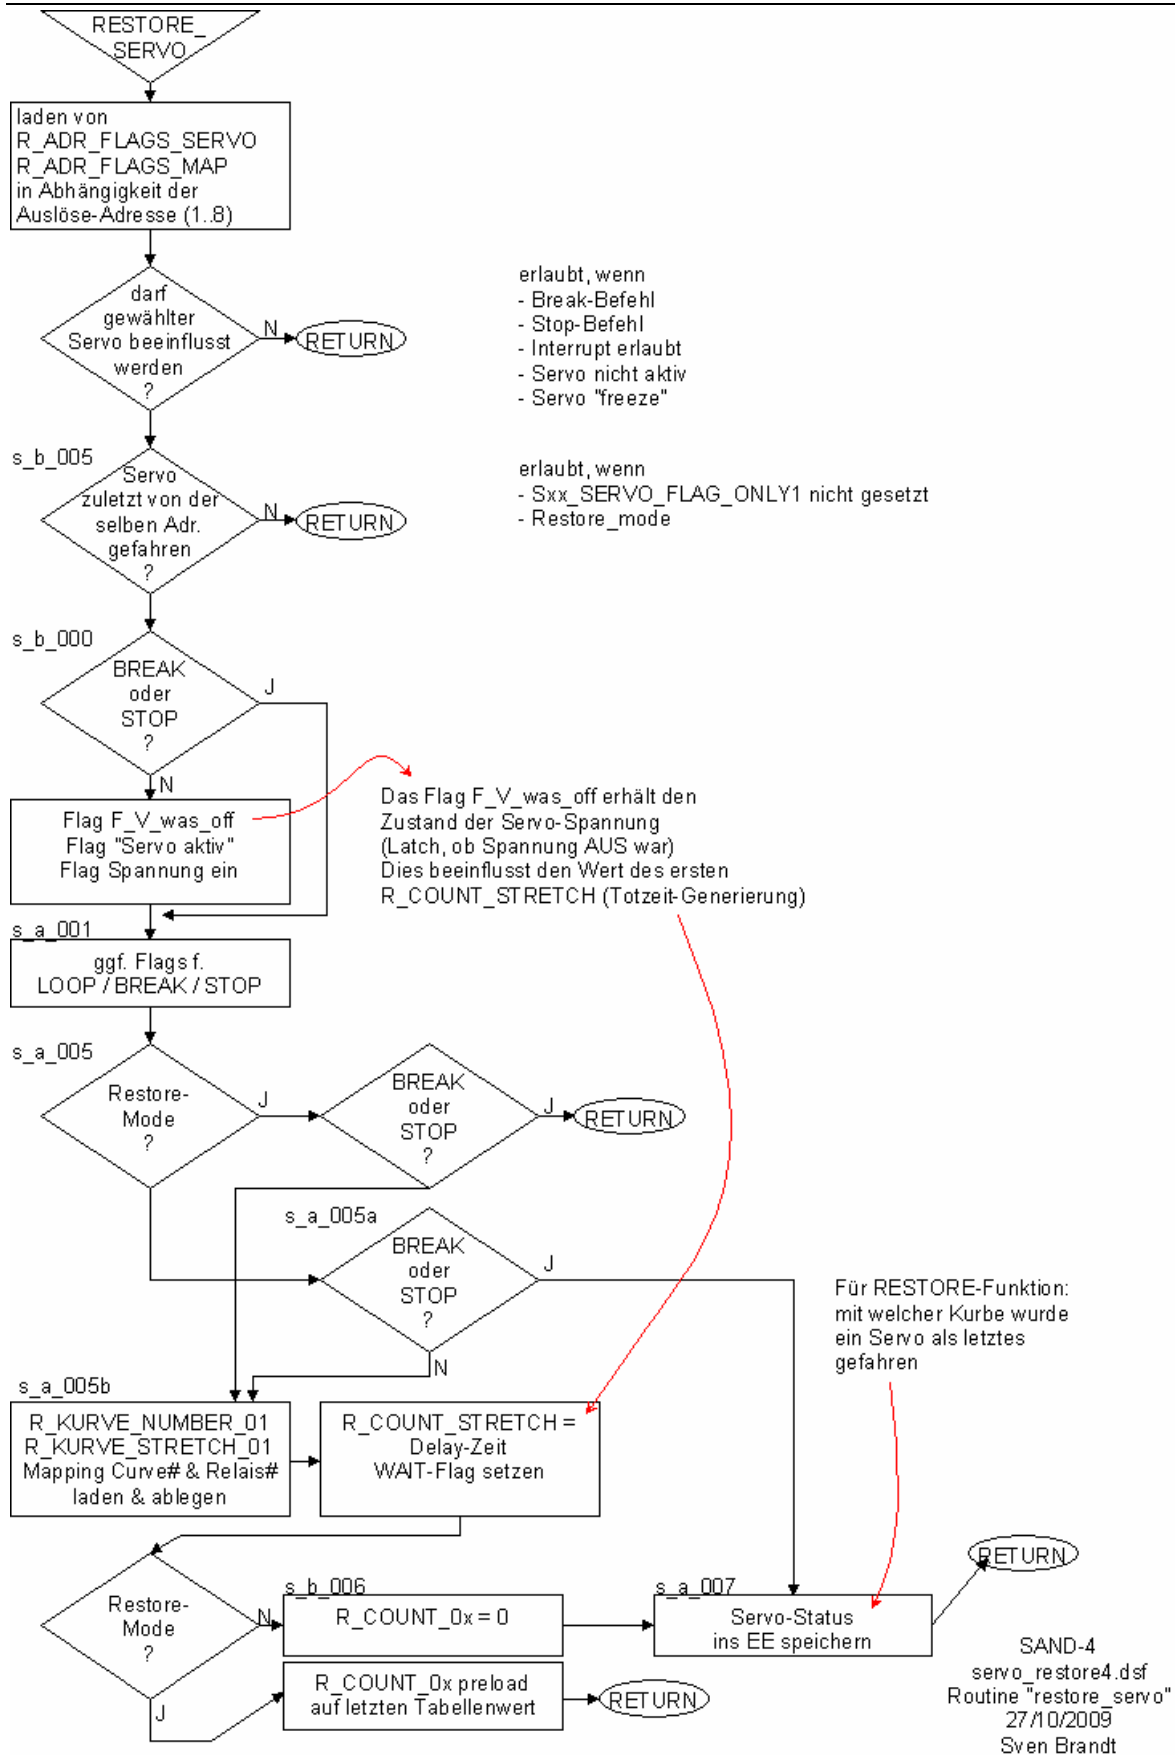 RESTORE_
SERVO
laden von
R_ADR_FLAGS_SERVO
R_ADR_FLAGS_MAP
in Abhängigkeit der
Auslöse-Adresse (1..8)
darf
gewählter
Servo beeinflusst
werden
?
N
RETURN
erlaubt, wenn
- Break-Befehl
- Stop-Befehl
- Interrupt erlaubt
- Servo nicht aktiv
- Servo "freeze"
s_b_005
Servo
zuletzt von der
selben Adr.
gefahren
?
N
RETURN
erlaubt, wenn
- Sxx_SERVO_FLAG_ONLY1 nicht gesetzt
- Restore_mode
s_b_000
BREAK
oder
STOP
?
J
N
Flag F_V_was_off
Flag "Servo aktiv"
Flag Spannung ein
Das Flag F_V_was_off erhält den
Zustand der Servo-Spannung
(Latch, ob Spannung AUS war)
Dies beeinflusst den Wert des ersten
R_COUNT_STRETCH (Totzeit-Generierung)
s_a_001
ggf. Flags f.
LOOP / BREAK / STOP
s_a_005
Restore-
Mode
?
J
BREAK
oder
STOP
?
J
RETURN
s_a_005a
BREAK
oder
STOP
?
J
N
Für RESTORE-Funktion:
mit welcher Kurbe wurde
ein Servo als letztes
gefahren
s_a_005b
R_KURVE_NUMBER_01
R_KURVE_STRETCH_01
Mapping Curve# & Relais#
laden & ablegen
R_COUNT_STRETCH =
Delay-Zeit
WAIT-Flag setzen
Restore-
Mode
?
N
J
s_b_006
R_COUNT_0x = 0
s_a_007
Servo-Status
ins EE speichern
RETURN
R_COUNT_0x preload
auf letzten Tabellenwert
RETURN
SAND-4
servo_restore4.dsf
Routine "restore_servo"
27/10/2009
Sven Brandt